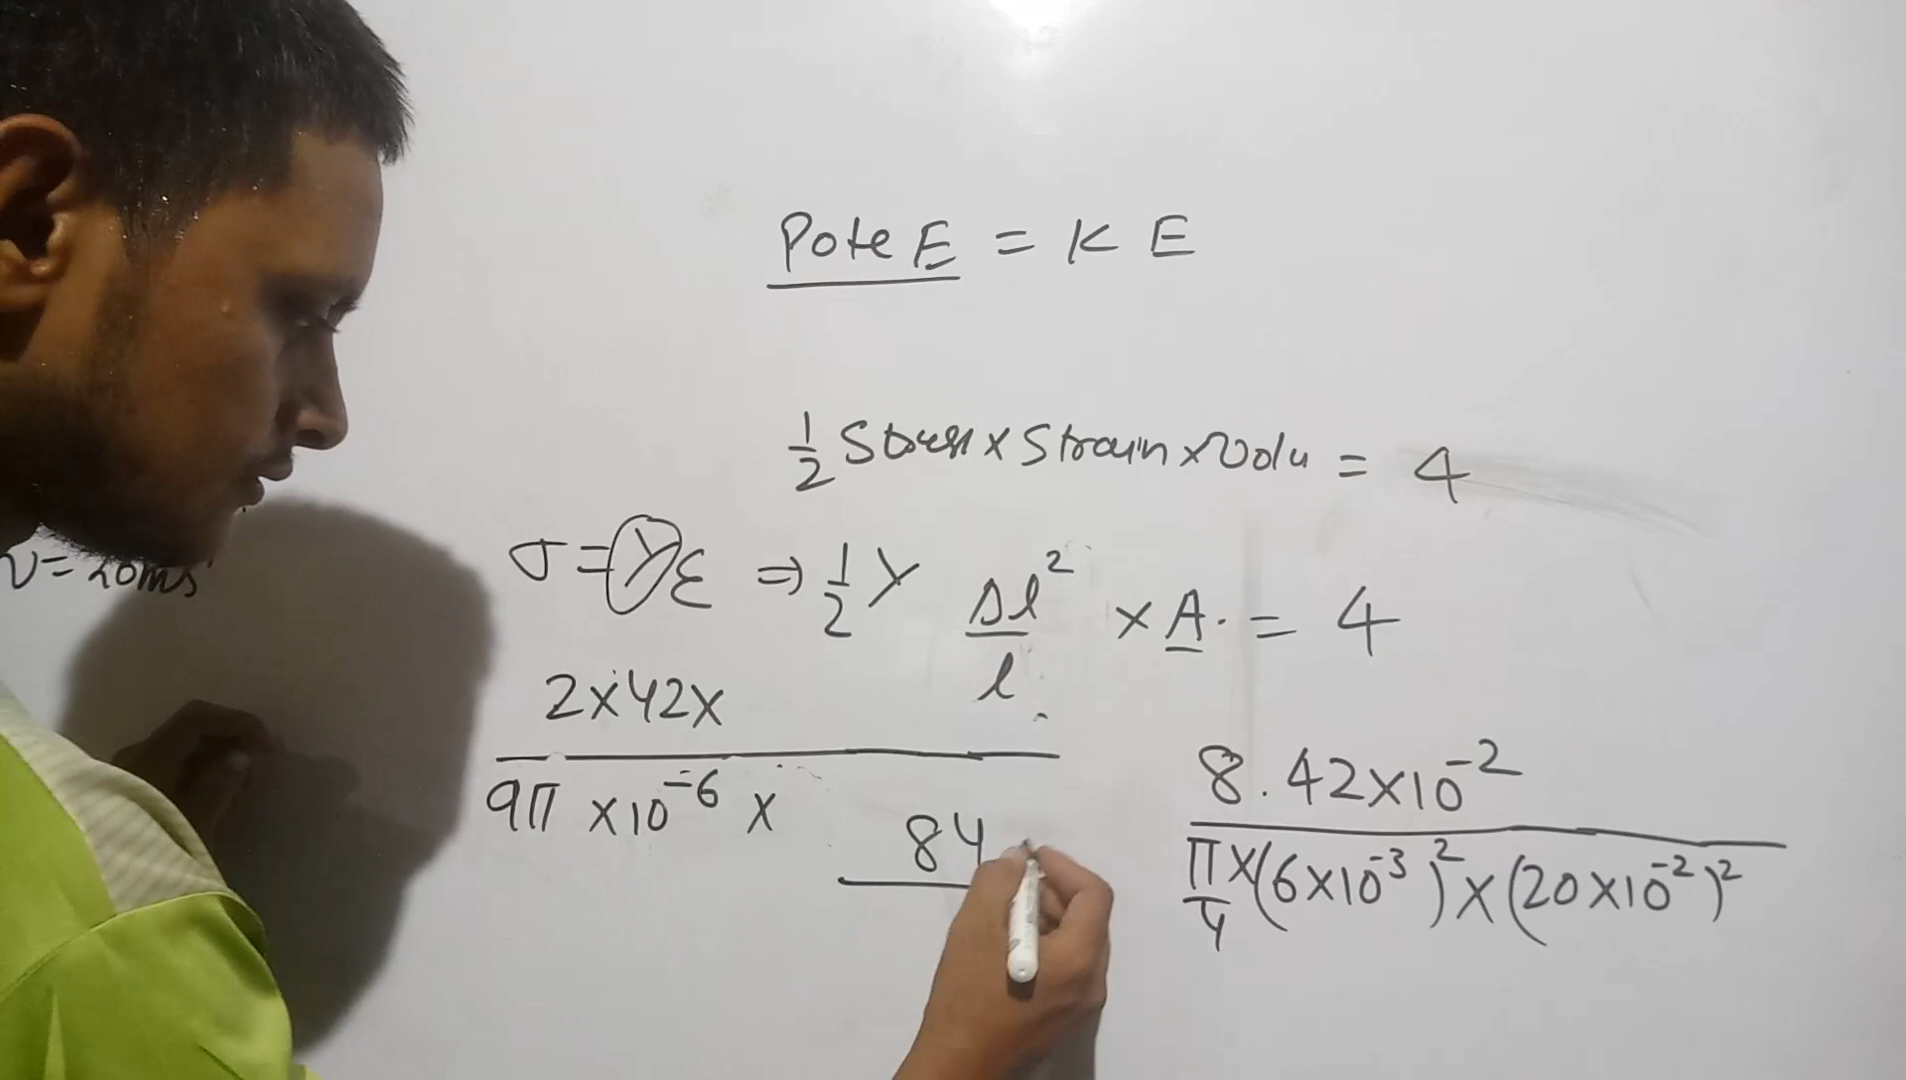 Pote E = K E
1/2 Stress x Strain x Volu = 4
σ = Yε ⇒ 1/2 Y Δl²/l × A. = 4
v = 20ms
2×42×
9π ×10⁻⁶ ×
84
8.42×10⁻²
π/4 ×(6×10⁻³)² × (20×10⁻²)²